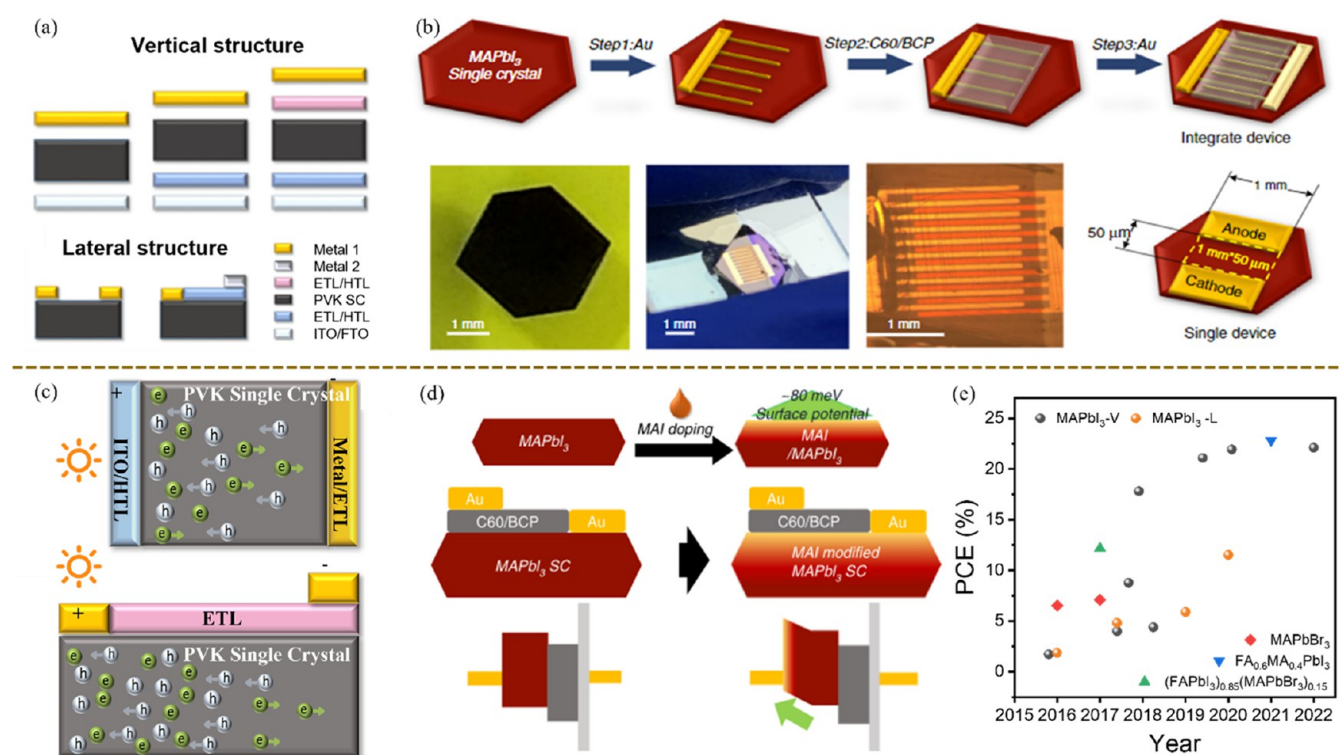 (a)
Vertical structure
Lateral structure
Metal 1
Metal 2
ETL/HTL
PVK SC
ETL/HTL
ITO/FTO
(b)
MAPbI₃
Single crystal
Step1:Au
Step2:C60/BCP
Step3:Au
Integrate device
1 mm
1 mm
1 mm
1 mm
50 μm
Anode
1 mm*50 μm
Cathode
Single device
(c)
+
-
PVK Single Crystal
ITO/HTL
Metal/ETL
e
h
+
-
ETL
PVK Single Crystal
e
h
(d)
MAPbI₃
MAI doping
~80 meV
Surface potential
MAI
/MAPbI₃
Au
C60/BCP
Au
MAPbI₃ SC
Au
C60/BCP
Au
MAI modified
MAPbI₃ SC
(e)
PCE (%)
25
20
15
10
5
0
MAPbI₃-V
MAPbI₃ -L
MAPbBr₃
FA₀.₆MA₀.₄PbI₃
(FAPbI₃)₀.₈₅(MAPbBr₃)₀.₁₅
2015 2016 2017 2018 2019 2020 2021 2022
Year